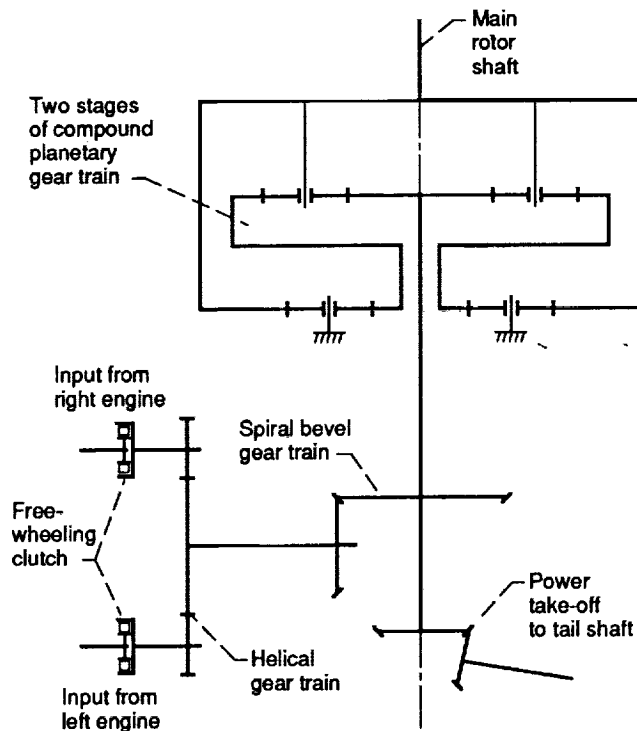 Main
rotor
shaft
Two stages
of compound
planetary
gear train
Input from
right engine
Spiral bevel
gear train
Free-
wheeling
clutch
Power
take-off
to tail shaft
Helical
gear train
Input from
left engine